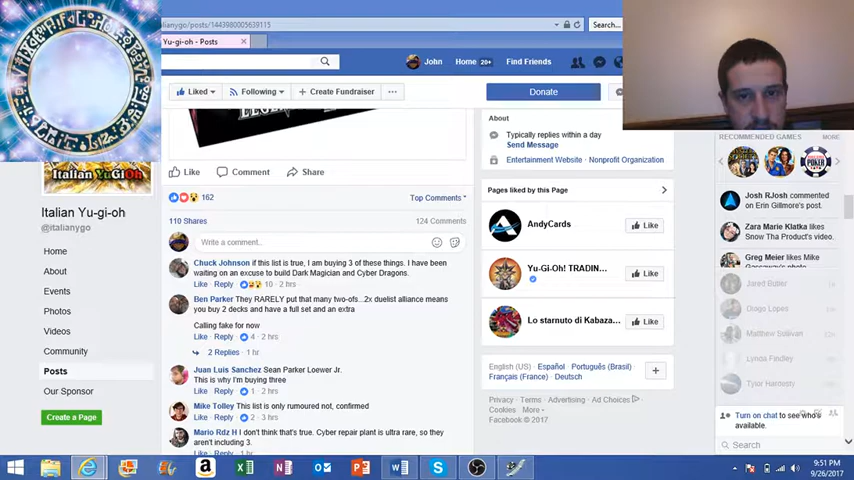 alianygo/posts/1443980005639115
Search...
Yu-gi-oh - Posts
John Home 20+ Find Friends
Liked Following + Create Fundraiser ... Donate
About
Typically replies within a day
Send Message
Entertainment Website · Nonprofit Organization
Like Comment Share
162 Top Comments
110 Shares 124 Comments
Write a comment...
Chuck Johnson if this list is true, I am buying 3 of these things. I have been
waiting on an excuse to build Dark Magician and Cyber Dragons.
Like · Reply · 10 · 2 hrs
Ben Parker They RARELY put that many two-ofs...2x duelist alliance means
you buy 2 decks and have a full set and an extra
Calling fake for now
Like · Reply · 4 · 2 hrs
2 Replies · 1 hr
Juan Luis Sanchez Sean Parker Loewer Jr.
This is why I'm buying three
Like · Reply · 1 · 2 hrs
Mike Tolley This list is only rumoured not, confirmed
Like · Reply · 2 · 3 hrs
Mario Rdz H I don't think that's true. Cyber repair plant is ultra rare, so they
aren't including 3.
Like · Reply · 1 hr
Italian YuGiOh
Italian Yu-gi-oh
@italianygo
Home
About
Events
Photos
Videos
Community
Posts
Our Sponsor
Create a Page
Pages liked by this Page
AndyCards Like
Yu-Gi-Oh! TRADIN... Like
Lo starnuto di Kabaza... Like
English (US) · Español · Português (Brasil) ·
Français (France) · Deutsch
Privacy · Terms · Advertising · Ad Choices
Cookies · More
Facebook © 2017
RECOMMENDED GAMES MORE
POKER
Josh RJosh commented
on Erin Gillmore's post.
Zara Marie Klatka likes
Snow Tha Product's video.
Greg Meier likes Mike
Jared Butler
Diago Lopes
Matthew Sullivan
Lynda Findley
Tyler Hardesty
Turn on chat to see who's
available.
Search
9:51 PM
9/26/2017